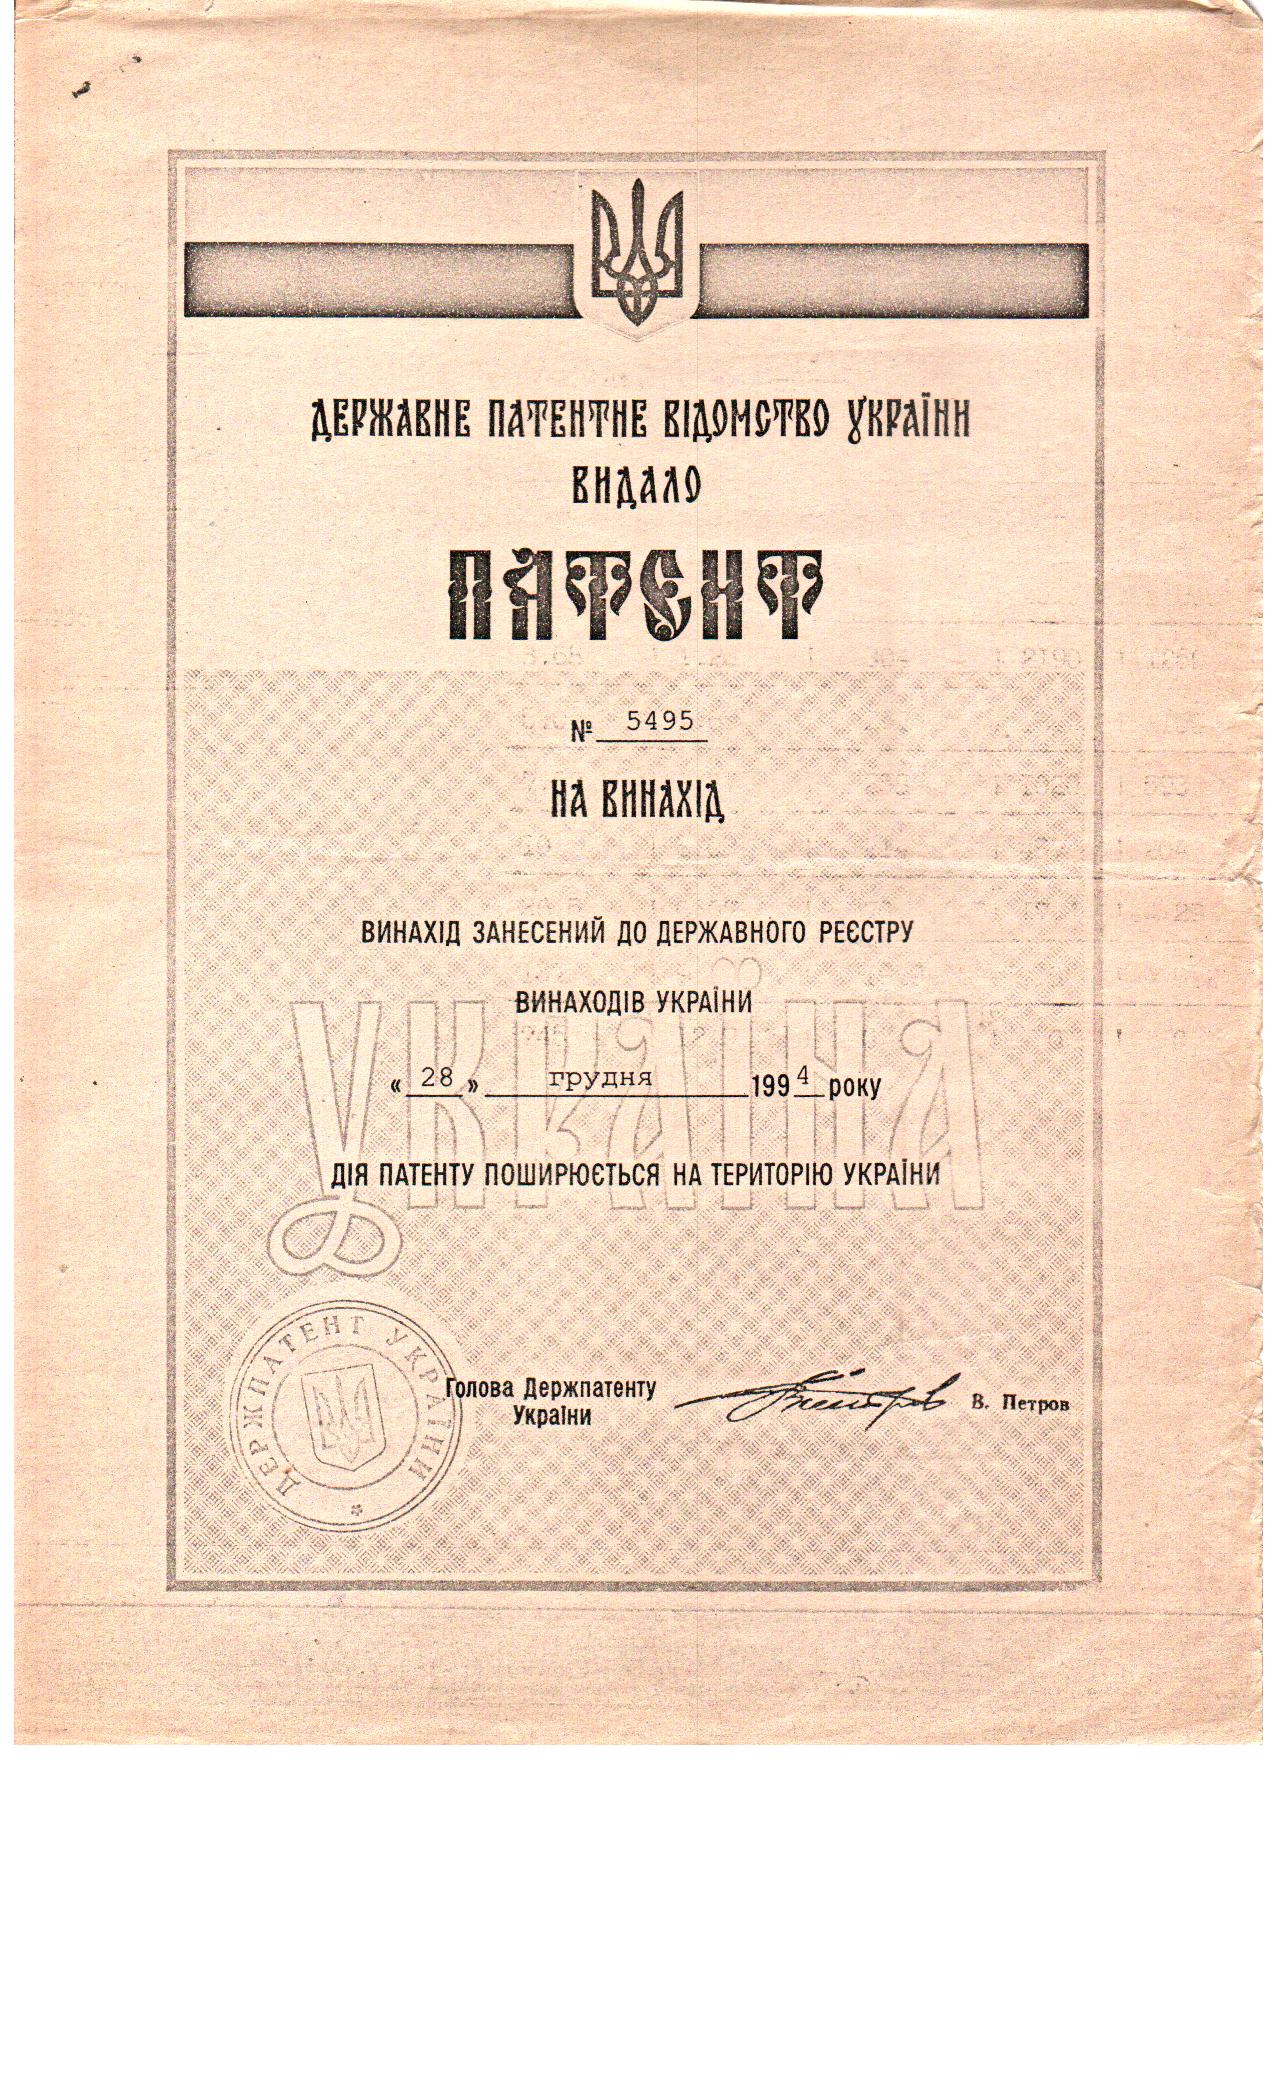 ДЕРЖАВНЕ ПАТЕНТНЕ ВІДОМСТВО УКРАЇНИ
ВИДАЛО
ПАТЕНТ
№ 5495
НА ВИНАХІД
ВИНАХІД ЗАНЕСЕНИЙ ДО ДЕРЖАВНОГО РЕЄСТРУ
ВИНАХОДІВ УКРАЇНИ
« 28 » грудня 1994 року
УКРАЇНА
ДІЯ ПАТЕНТУ ПОШИРЮЄТЬСЯ НА ТЕРИТОРІЮ УКРАЇНИ
ДЕРЖПАТЕНТ УКРАЇНИ
Голова Держпатенту
України
В. Петров